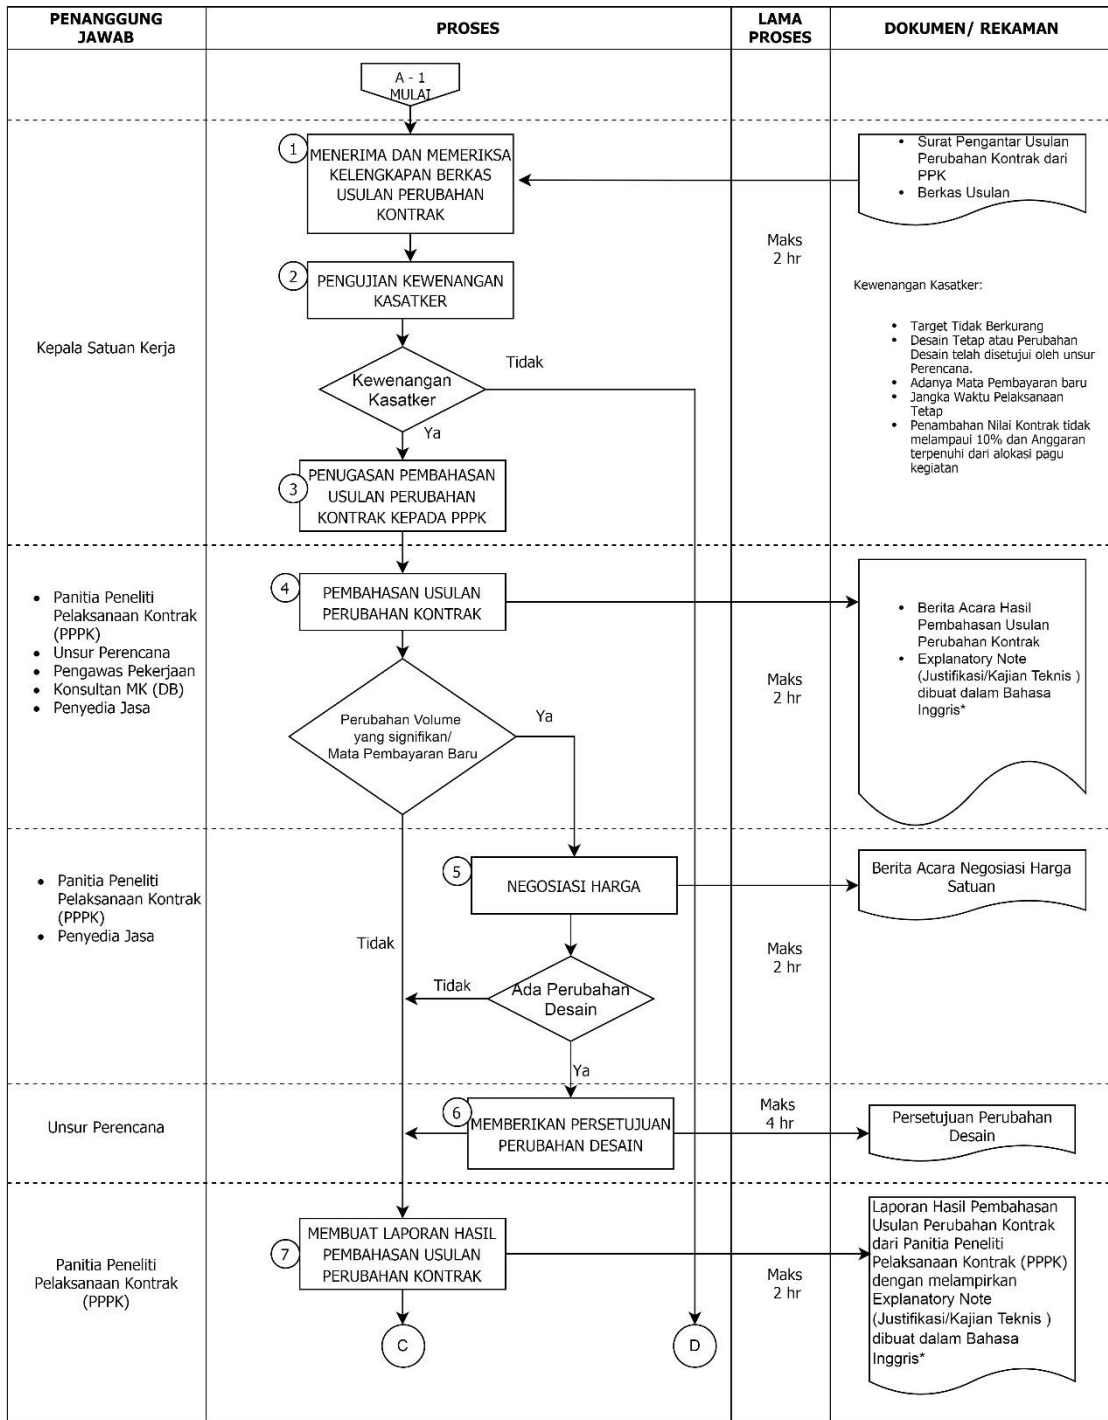 PENANGGUNG
JAWAB
PROSES
LAMA
PROSES
DOKUMEN/ REKAMAN
A - 1
MULAI
1
MENERIMA DAN MEMERIKSA
KELENGKAPAN BERKAS
USULAN PERUBAHAN
KONTRAK
• Surat Pengantar Usulan
Perubahan Kontrak dari
PPK
• Berkas Usulan
Maks
2 hr
2
PENGUJIAN KEWENANGAN
KASATKER
Kewenangan Kasatker:
• Target Tidak Berkurang
• Desain Tetap atau Perubahan
Desain telah disetujui oleh unsur
Perencana.
• Adanya Mata Pembayaran baru
• Jangka Waktu Pelaksanaan
Tetap
• Penambahan Nilai Kontrak tidak
melampaui 10% dan Anggaran
terpenuhi dari alokasi pagu
kegiatan
Kepala Satuan Kerja
Kewenangan
Kasatker
Tidak
Ya
3
PENUGASAN PEMBAHASAN
USULAN PERUBAHAN
KONTRAK KEPADA PPPK
• Panitia Peneliti
Pelaksanaan Kontrak
(PPPK)
• Unsur Perencana
• Pengawas Pekerjaan
• Konsultan MK (DB)
• Penyedia Jasa
4
PEMBAHASAN USULAN
PERUBAHAN KONTRAK
Perubahan Volume
yang signifikan/
Mata Pembayaran Baru
Ya
Maks
2 hr
• Berita Acara Hasil
Pembahasan Usulan
Perubahan Kontrak
• Explanatory Note
(Justifikasi/Kajian Teknis )
dibuat dalam Bahasa
Inggris*
• Panitia Peneliti
Pelaksanaan Kontrak
(PPPK)
• Penyedia Jasa
5
NEGOSIASI HARGA
Berita Acara Negosiasi Harga
Satuan
Tidak
Maks
2 hr
Tidak
Ada Perubahan
Desain
Ya
Unsur Perencana
6
MEMBERIKAN PERSETUJUAN
PERUBAHAN DESAIN
Maks
4 hr
Persetujuan Perubahan
Desain
Panitia Peneliti
Pelaksanaan Kontrak
(PPPK)
7
MEMBUAT LAPORAN HASIL
PEMBAHASAN USULAN
PERUBAHAN KONTRAK
Maks
2 hr
Laporan Hasil Pembahasan
Usulan Perubahan Kontrak
dari Panitia Peneliti
Pelaksanaan Kontrak (PPPK)
dengan melampirkan
Explanatory Note
(Justifikasi/Kajian Teknis )
dibuat dalam Bahasa
Inggris*
C
D